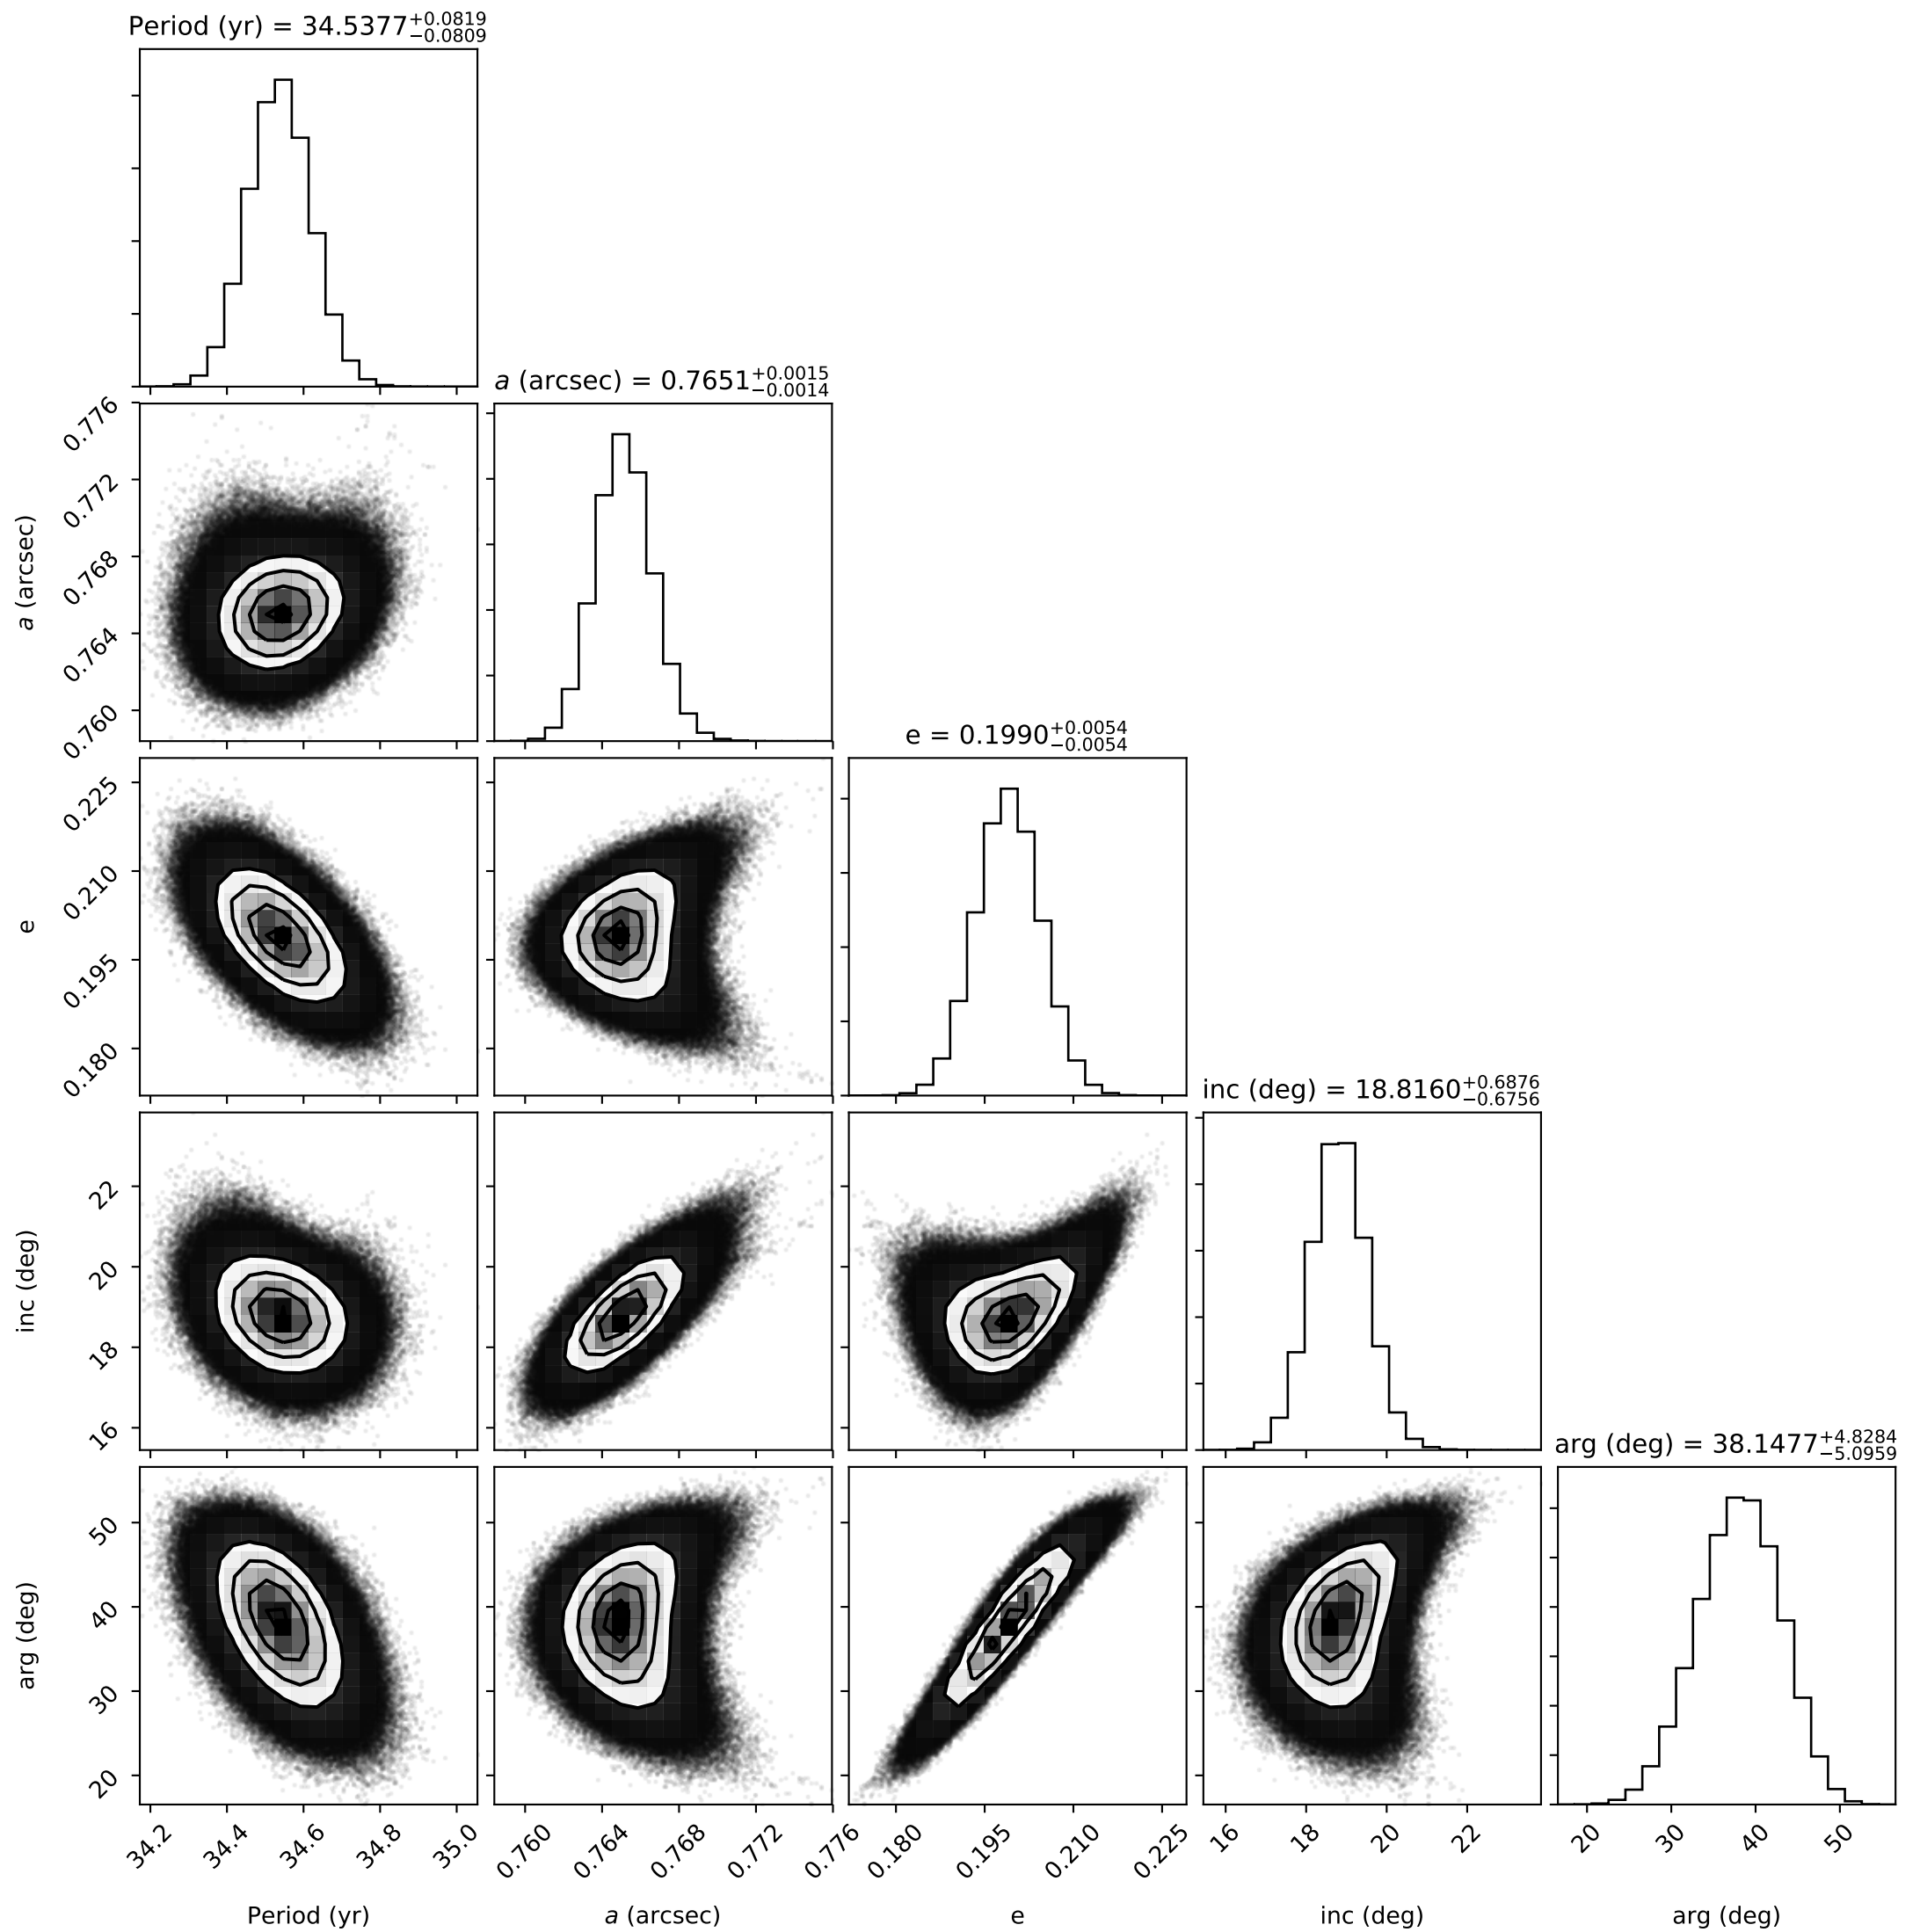 Period (yr) = 34.5377+0.0819−0.0809
a (arcsec) = 0.7651+0.0015−0.0014
0.776
0.772
0.768
0.764
0.760
a (arcsec)
e = 0.1990+0.0054−0.0054
0.225
0.210
0.195
0.180
e
inc (deg) = 18.8160+0.6876−0.6756
22
20
18
16
inc (deg)
arg (deg) = 38.1477+4.8284−5.0959
50
40
30
20
arg (deg)
34.2 34.4 34.6 34.8 35.0 0.760 0.764 0.768 0.772 0.776 0.180 0.195 0.210 0.225 16 18 20 22 20 30 40 50
Period (yr) a (arcsec) e inc (deg) arg (deg)